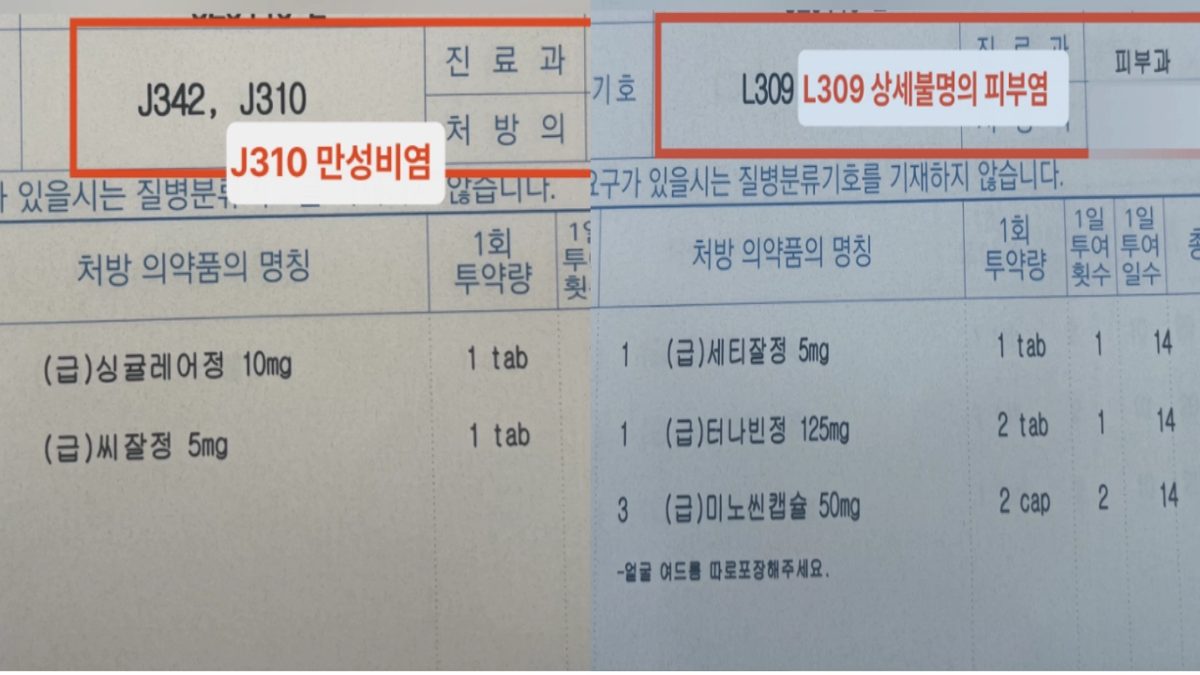 J342, J310
진 료 과
처 방 의
J310 만성비염
있을시는 질병분류
않습니다.
처방 의약품의 명칭
1회
투약량
(급)싱귤레어정 10mg 1 tab
(급)씨잘정 5mg 1 tab
기호
L309
L309 상세불명의 피부염
피부과
요구가 있을시는 질병분류기호를 기재하지 않습니다.
처방 의약품의 명칭
1회
투약량
1일
투여
횟수
1일
투여
일수
1 (급)세티잘정 5mg 1 tab 1 14
1 (급)터나빈정 125mg 2 tab 1 14
3 (급)미노씬캡슐 50mg 2 cap 2 14
-얼굴 여드름 따로포장해주세요.